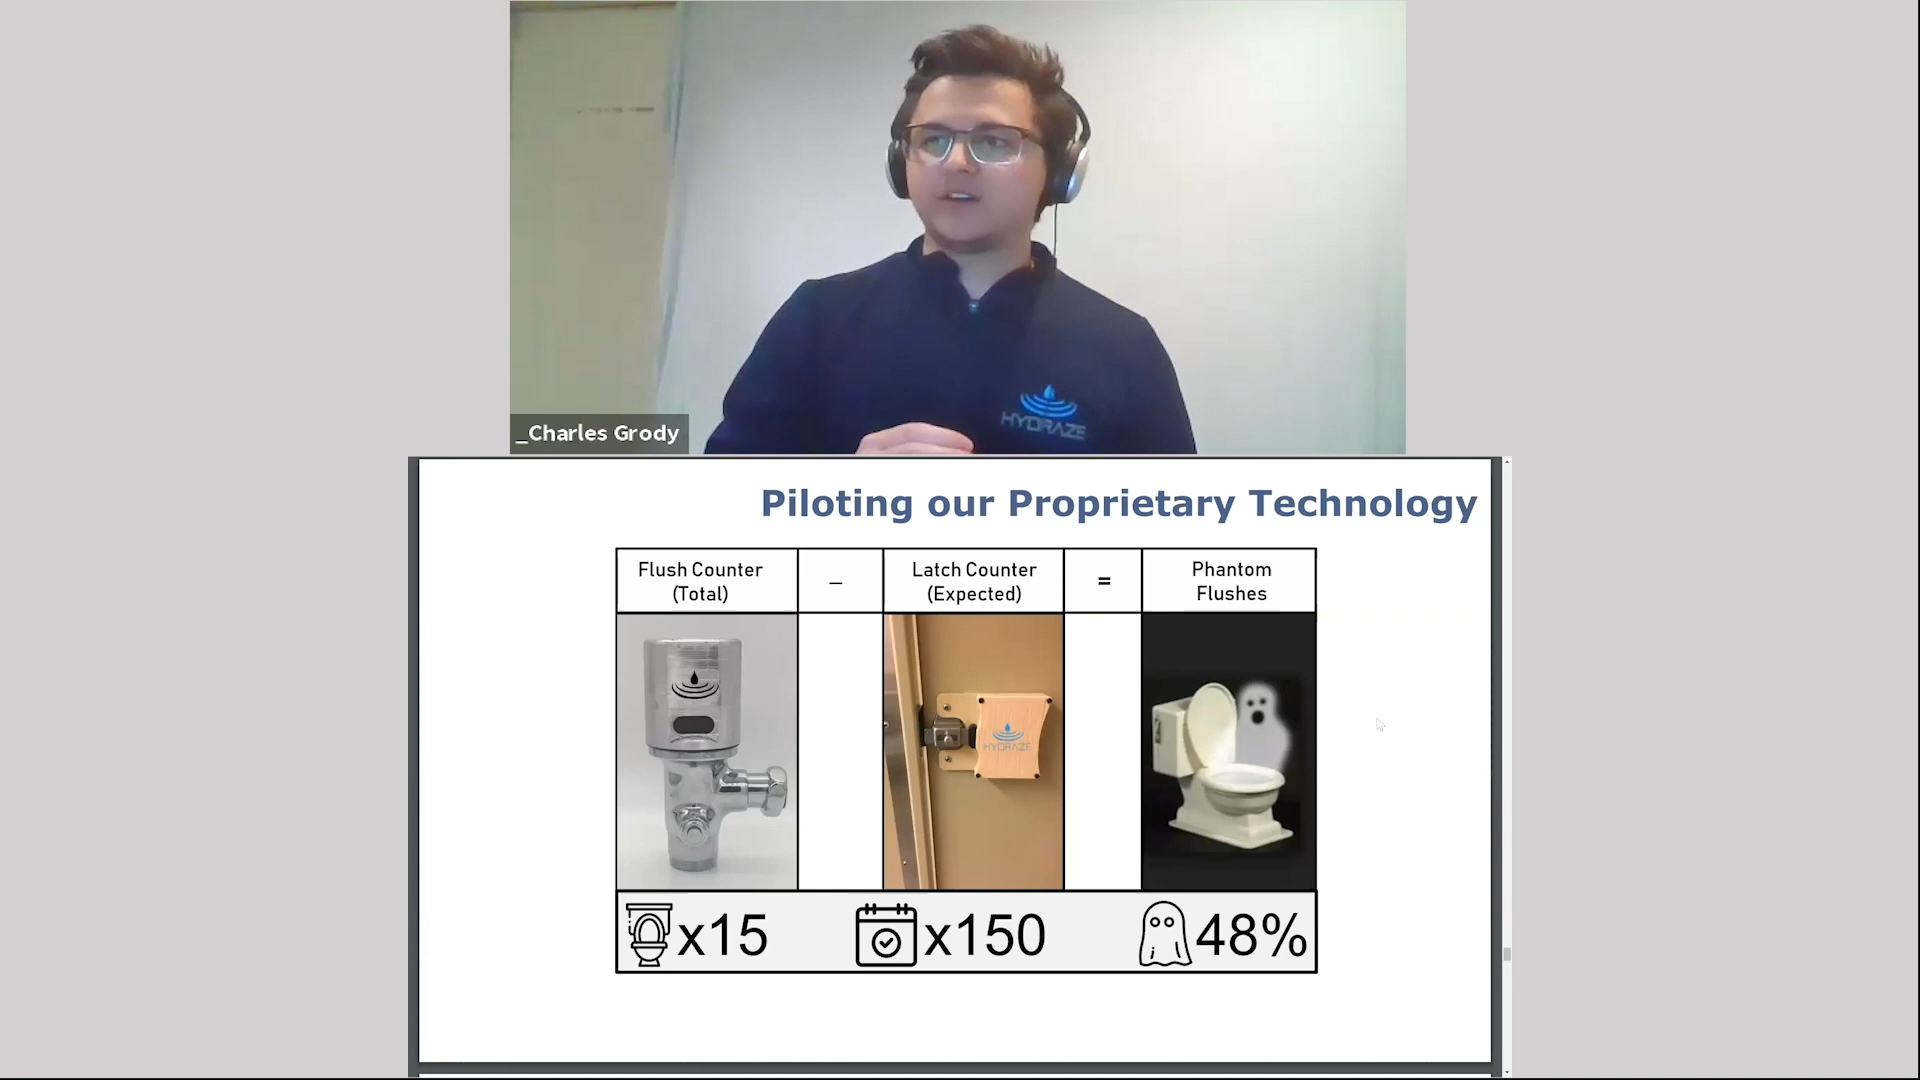 HYDRAZE
_Charles Grody
Piloting our Proprietary Technology
Flush Counter
(Total)
–
Latch Counter
(Expected)
=
Phantom
Flushes
HYDRAZE
x15
x150
48%